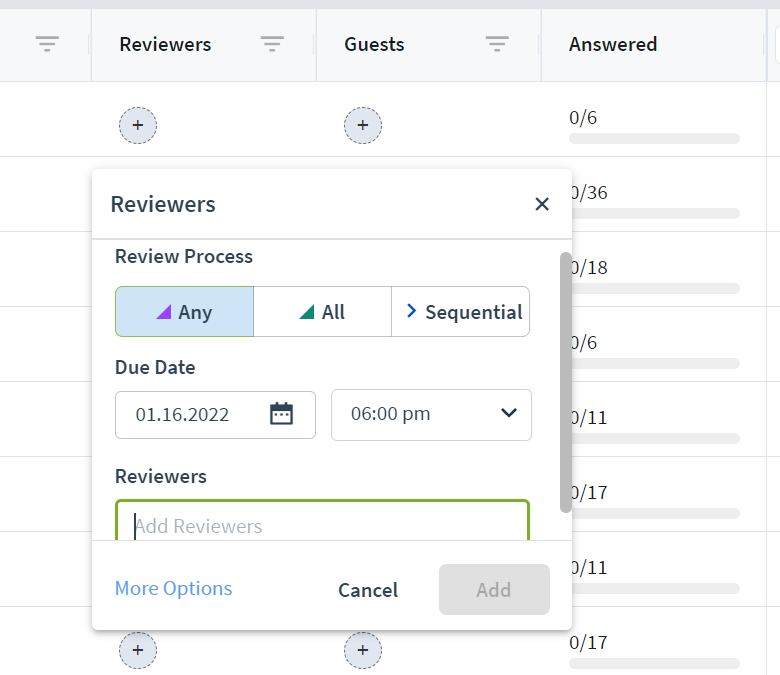 Reviewers Guests Answered
+ + 0/6
Reviewers ×
0/36
Review Process
0/18
Any All Sequential
0/6
Due Date
01.16.2022 06:00 pm
0/11
Reviewers
0/17
Add Reviewers
0/11
More Options Cancel Add
+ + 0/17